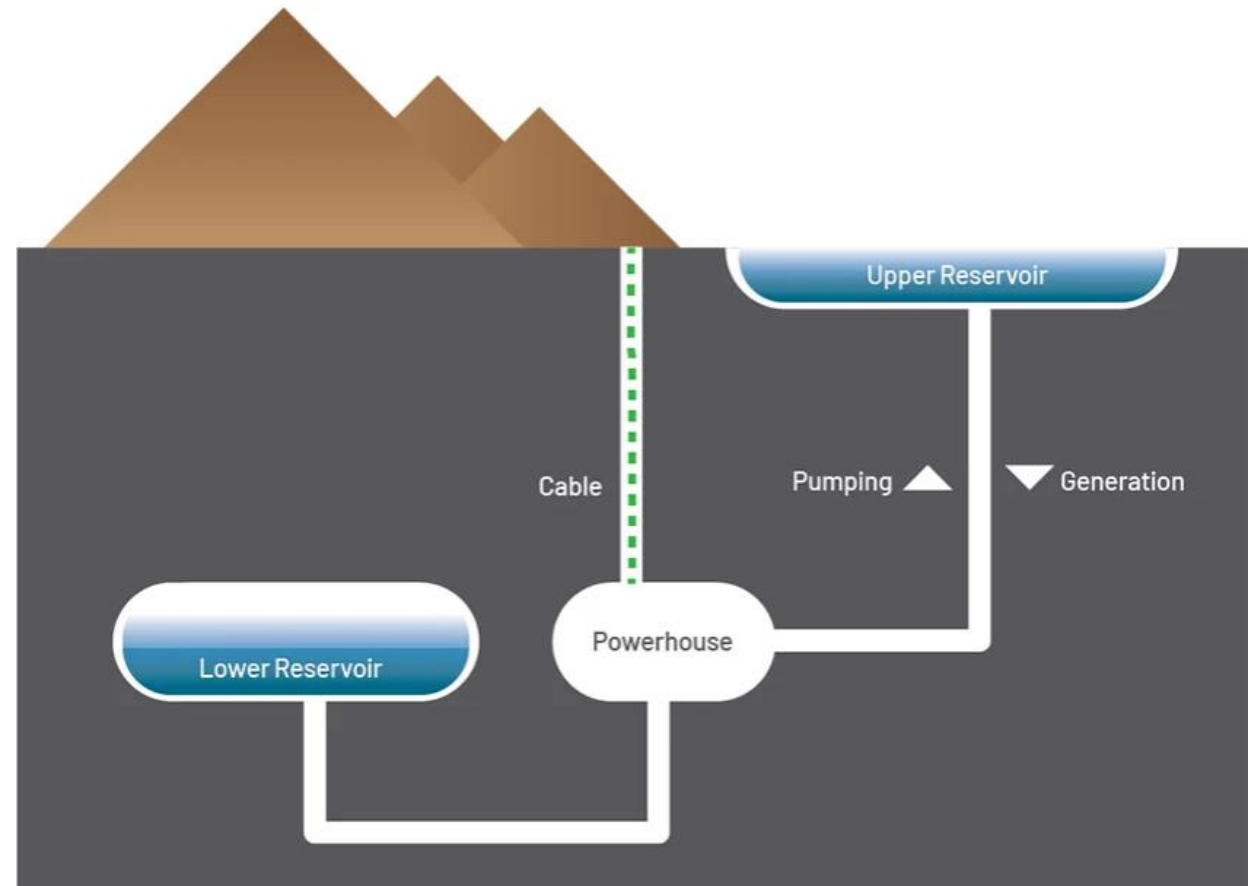 Upper Reservoir
Pumping
Generation
Cable
Powerhouse
Lower Reservoir